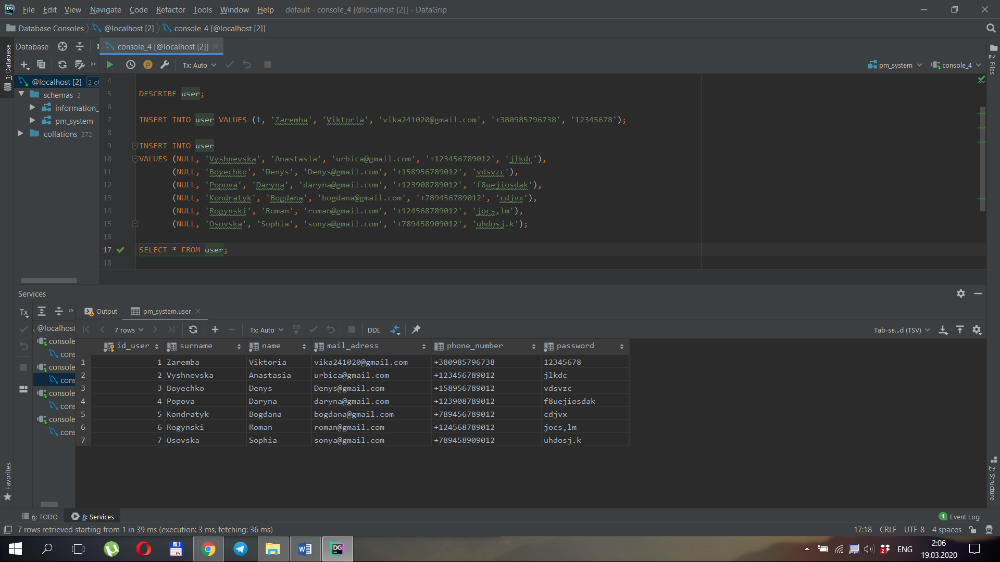 File Edit View Navigate Code Refactor Tools Window Help default - console_4 [@localhost [2]] - DataGrip
Database Consoles @localhost [2] console_4 [@localhost [2]]
1: Database
Database console_4 [@localhost [2]]
Tx: Auto pm_system console_4
2: Files
@localhost [2] 2 of
schemas 2
information_
pm_system
collations 272
4
5 DESCRIBE user;
6
7 INSERT INTO user VALUES (1, 'Zaremba', 'Viktoria', 'vika241020@gmail.com', '+380985796738', '12345678');
8
9 INSERT INTO user
10 VALUES (NULL, 'Vyshnevska', 'Anastasia', 'urbica@gmail.com', '+123456789012', 'jlkdc'),
11 (NULL, 'Boyechko', 'Denys', 'Denys@gmail.com', '+158956789012', 'vdsvzc'),
12 (NULL, 'Popova', 'Daryna', 'daryna@gmail.com', '+123908789012', 'f8uejiosdak'),
13 (NULL, 'Kondratyk', 'Bogdana', 'bogdana@gmail.com', '+789456789012', 'cdjvx'),
14 (NULL, 'Rogynski', 'Roman', 'roman@gmail.com', '+124568789012', 'jocs,lm'),
15 (NULL, 'Osovska', 'Sophia', 'sonya@gmail.com', '+789458909012', 'uhdosj.k');
16
17 SELECT * FROM user;
18
Services
Tx Output pm_system.user
7 rows Tx: Auto DB DDL Tab-se...d (TSV)
@localhost
console
cons
console
cons
console
cons
console
cons
id_user surname name mail_adress phone_number password
1 1 Zaremba Viktoria vika241020@gmail.com +380985796738 12345678
2 2 Vyshnevska Anastasia urbica@gmail.com +123456789012 jlkdc
3 3 Boyechko Denys Denys@gmail.com +158956789012 vdsvzc
4 4 Popova Daryna daryna@gmail.com +123908789012 f8uejiosdak
5 5 Kondratyk Bogdana bogdana@gmail.com +789456789012 cdjvx
6 6 Rogynski Roman roman@gmail.com +124568789012 jocs,lm
7 7 Osovska Sophia sonya@gmail.com +789458909012 uhdosj.k
Favorites
7: Structure
6: TODO 8: Services 1 Event Log
7 rows retrieved starting from 1 in 39 ms (execution: 3 ms, fetching: 36 ms) 17:18 CRLF UTF-8 4 spaces
64 W DG 2 ENG 2:06
19.03.2020